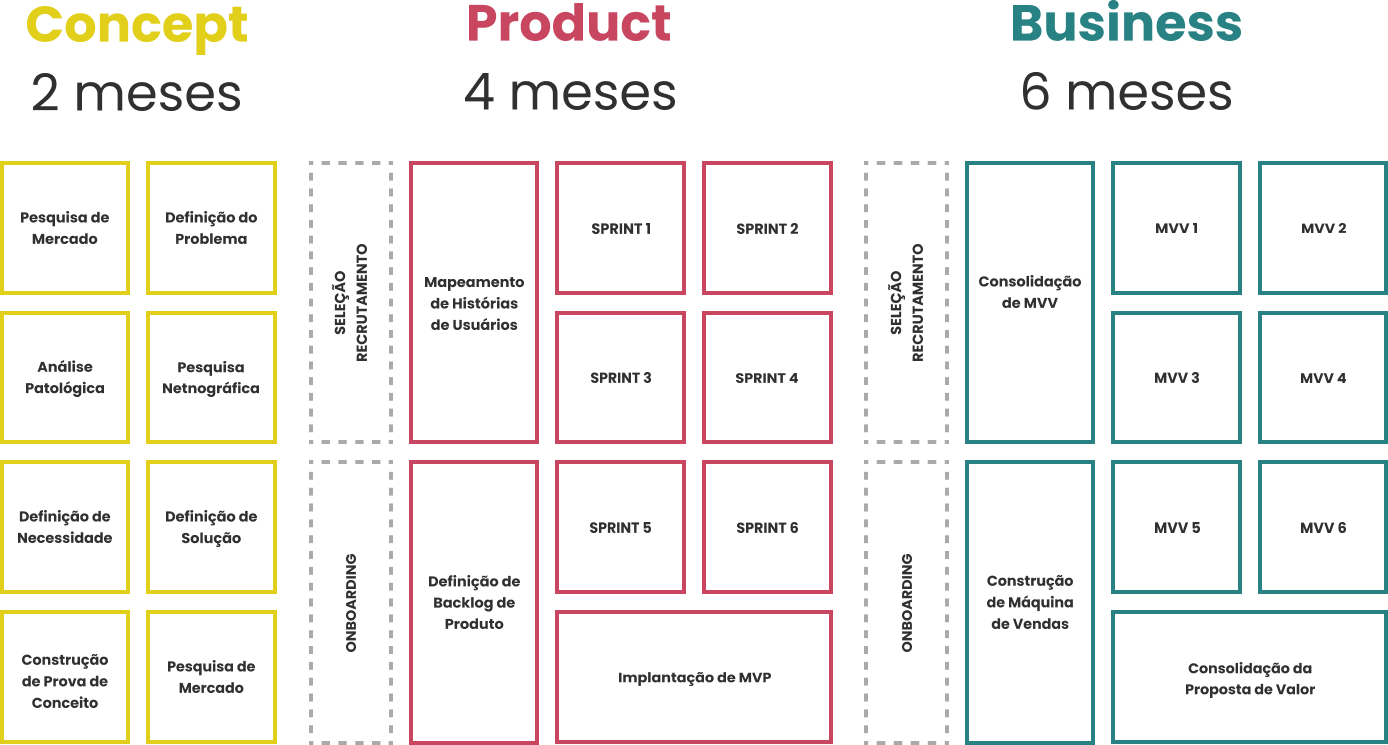 Concept
2 meses
Pesquisa de
Mercado
Definição do
Problema
Análise
Patológica
Pesquisa
Netnográfica
Definição de
Necessidade
Definição de
Solução
Construção
de Prova de
Conceito
Pesquisa de
Mercado
SELEÇÃO
RECRUTAMENTO
ONBOARDING
Product
4 meses
Mapeamento
de Histórias
de Usuários
SPRINT 1
SPRINT 2
SPRINT 3
SPRINT 4
Definição de
Backlog de
Produto
SPRINT 5
SPRINT 6
Implantação de MVP
SELEÇÃO
RECRUTAMENTO
ONBOARDING
Business
6 meses
Consolidação
de MVV
MVV 1
MVV 2
MVV 3
MVV 4
Construção
de Máquina
de Vendas
MVV 5
MVV 6
Consolidação da
Proposta de Valor